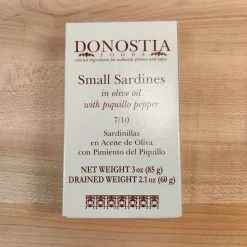 DONOSTIA
FOODS
selected ingredients for authentic pintxos and tapas
Small Sardines
in olive oil
with piquillo pepper
7/10
Sardinillas
en Aceite de Oliva
con Pimiento del Piquillo
NET WEIGHT 3 oz (85 g)
DRAINED WEIGHT 2.1 oz (60 g)